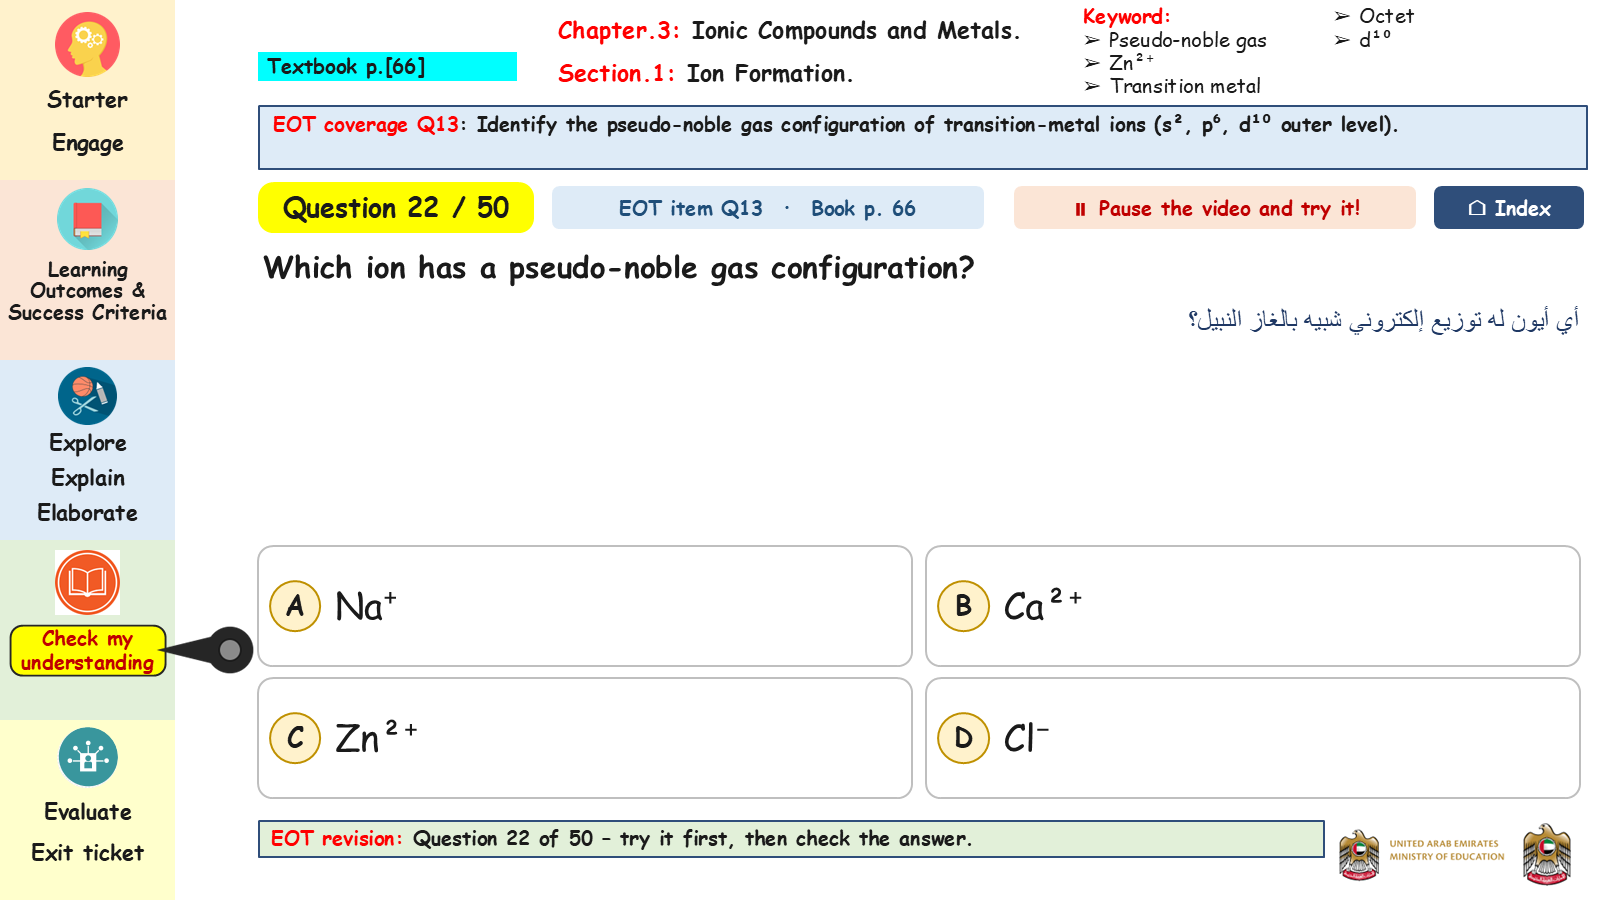 Starter
Engage
Learning
Outcomes &
Success Criteria
Explore
Explain
Elaborate
Check my
understanding
Evaluate
Exit ticket
Textbook p.[66]
Chapter.3: Ionic Compounds and Metals.
Section.1: Ion Formation.
Keyword:
➢ Pseudo-noble gas
➢ Zn²⁺
➢ Transition metal
➢ Octet
➢ d¹⁰
EOT coverage Q13: Identify the pseudo-noble gas configuration of transition-metal ions (s², p⁶, d¹⁰ outer level).
Question 22 / 50
EOT item Q13 · Book p. 66
⏸ Pause the video and try it!
☖ Index
Which ion has a pseudo-noble gas configuration?
أي أيون له توزيع إلكتروني شبيه بالغاز النبيل؟
A Na⁺
B Ca²⁺
C Zn²⁺
D Cl⁻
EOT revision: Question 22 of 50 – try it first, then check the answer.
UNITED ARAB EMIRATES
MINISTRY OF EDUCATION